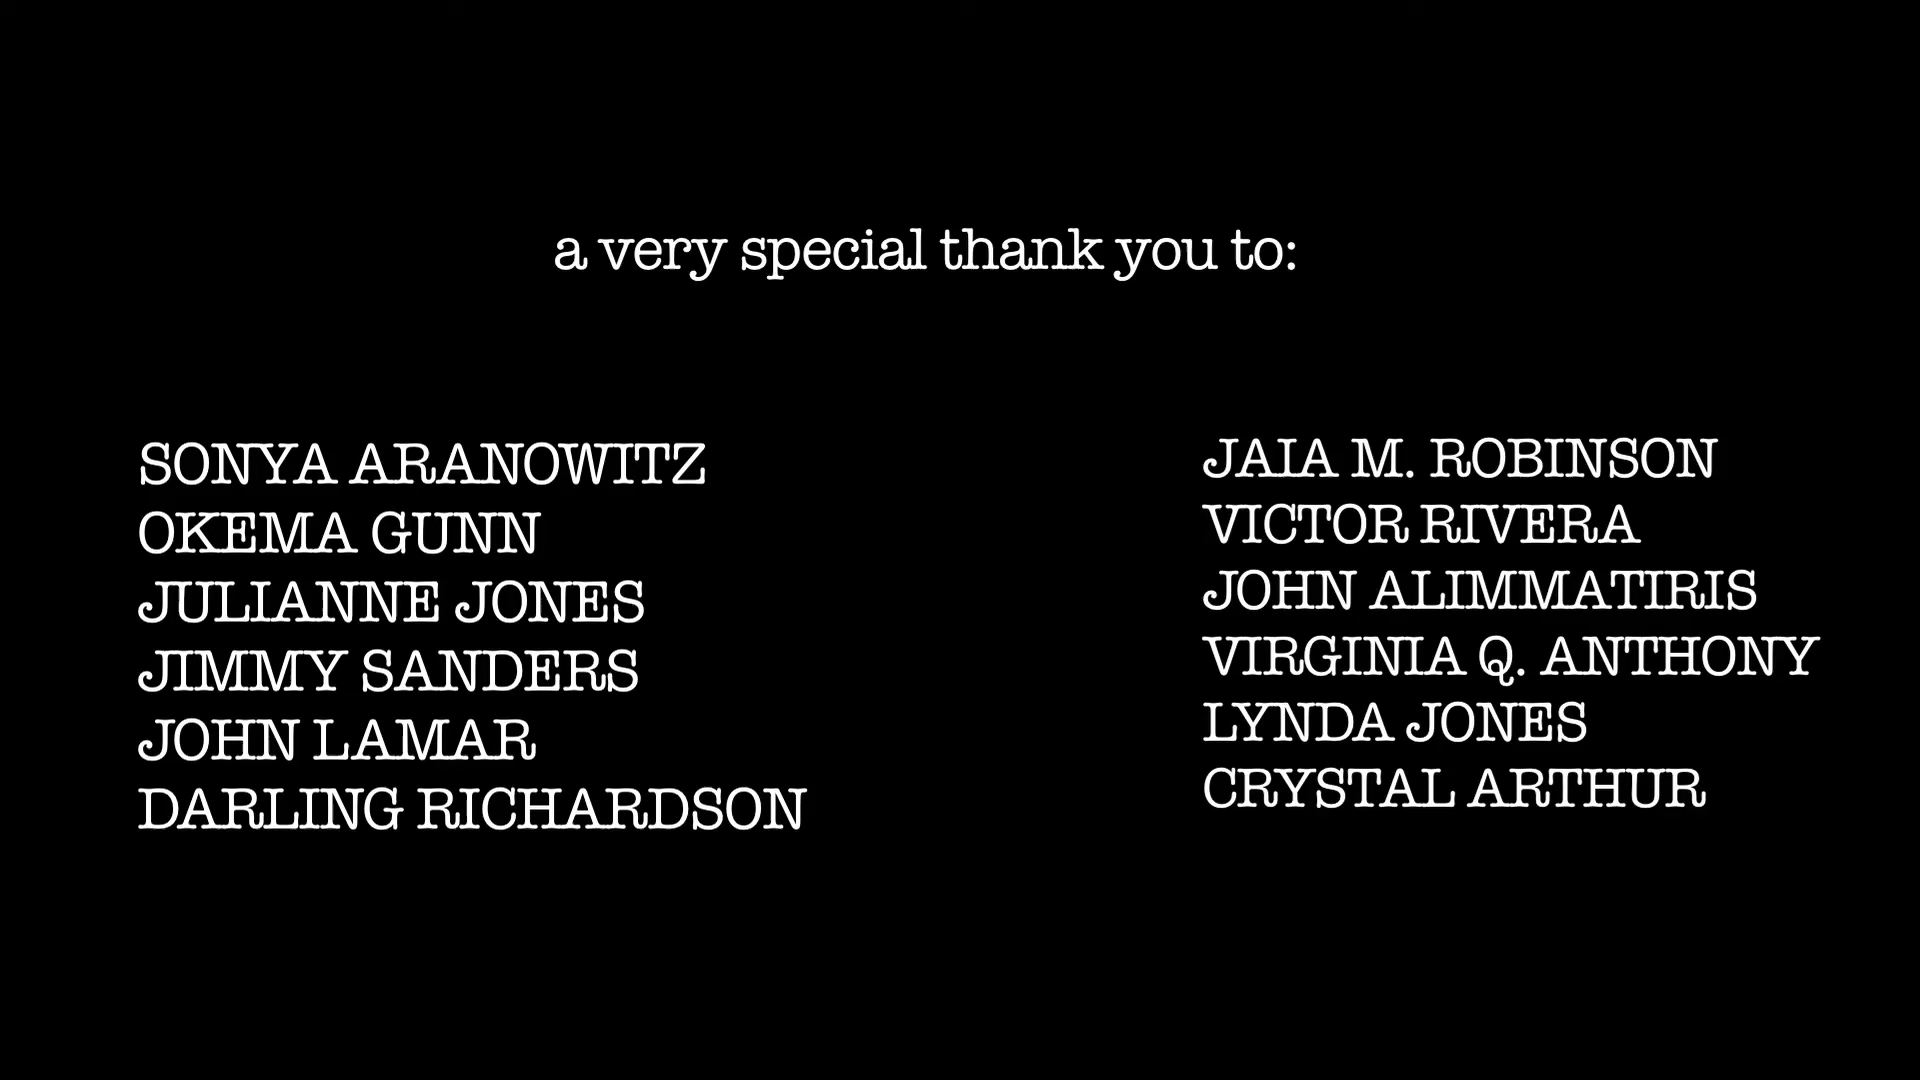 a very special thank you to:
SONYA ARANOWITZ
OKEMA GUNN
JULIANNE JONES
JIMMY SANDERS
JOHN LAMAR
DARLING RICHARDSON
JAIA M. ROBINSON
VICTOR RIVERA
JOHN ALIMMATIRIS
VIRGINIA Q. ANTHONY
LYNDA JONES
CRYSTAL ARTHUR